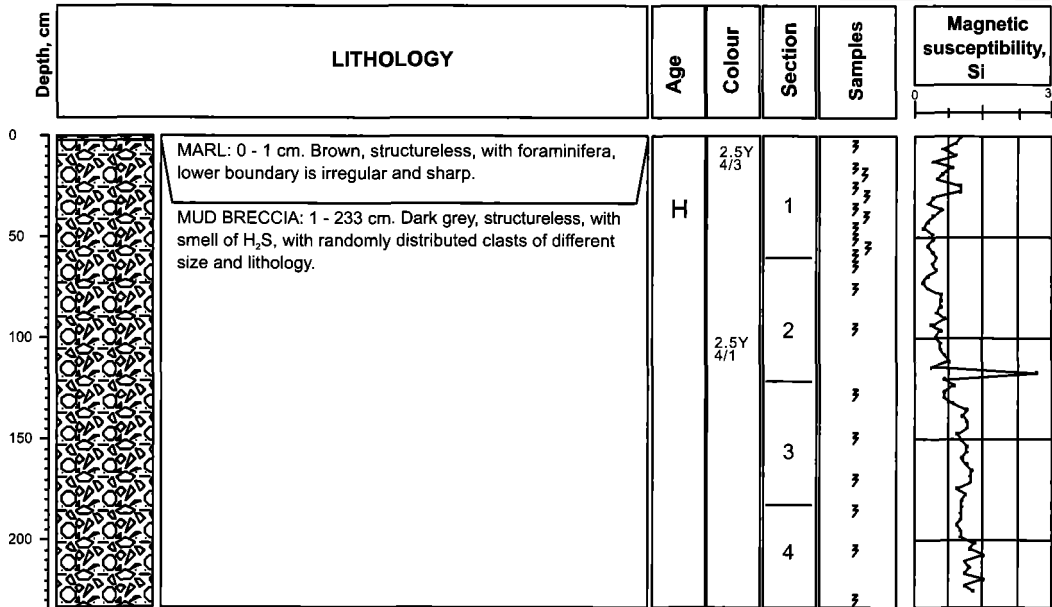 Depth, cm
LITHOLOGY
Age
Colour
Section
Samples
Magnetic
susceptibility,
Si
0 3
0
50
100
150
200
MARL: 0 - 1 cm. Brown, structureless, with foraminifera,
lower boundary is irregular and sharp.
MUD BRECCIA: 1 - 233 cm. Dark grey, structureless, with
smell of H₂S, with randomly distributed clasts of different
size and lithology.
H
2.5Y
4/3
2.5Y
4/1
1
2
3
4